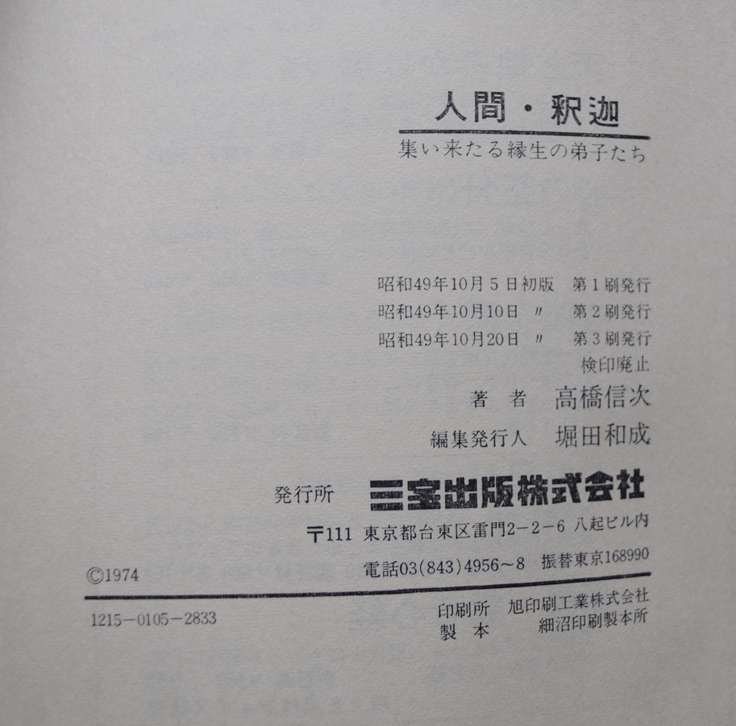 人間・釈迦
集い来たる縁生の弟子たち
昭和49年10月5日初版 第1刷発行
昭和49年10月10日 〃 第2刷発行
昭和49年10月20日 〃 第3刷発行
検印廃止
著者 高橋信次
編集発行人 堀田和成
発行所 三宝出版株式会社
〒111 東京都台東区雷門2-2-6 八起ビル内
電話03(843)4956~8 振替東京168990
©1974
1215-0105-2833
印刷所 旭印刷工業株式会社
製本 細沼印刷製本所